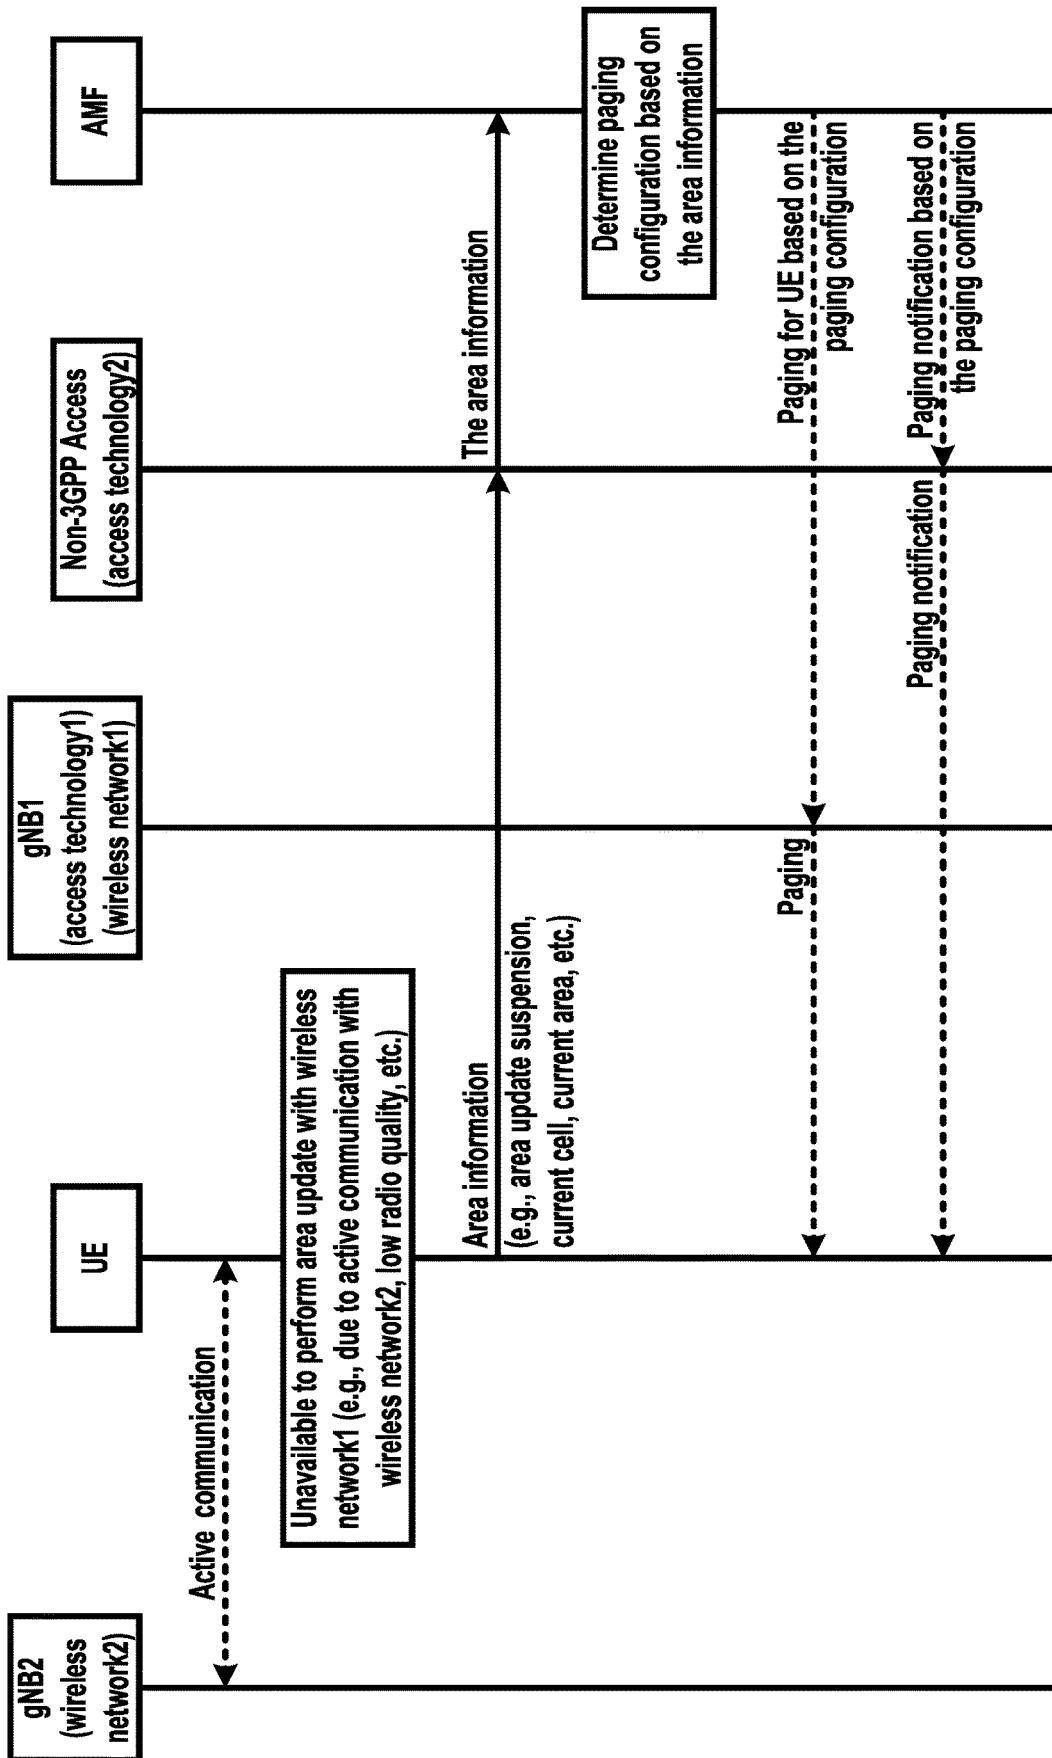 gNB2
(wireless
network2)
UE
gNB1
(access technology1)
(wireless network1)
Non-3GPP Access
(access technology2)
AMF
Active communication
Unavailable to perform area update with wireless
network1 (e.g., due to active communication with
wireless network2, low radio quality, etc.)
Area information
(e.g., area update suspension,
current cell, current area, etc.)
The area information
Determine paging
configuration based on
the area information
Paging for UE based on the
paging configuration
Paging
Paging notification based on
the paging configuration
Paging notification